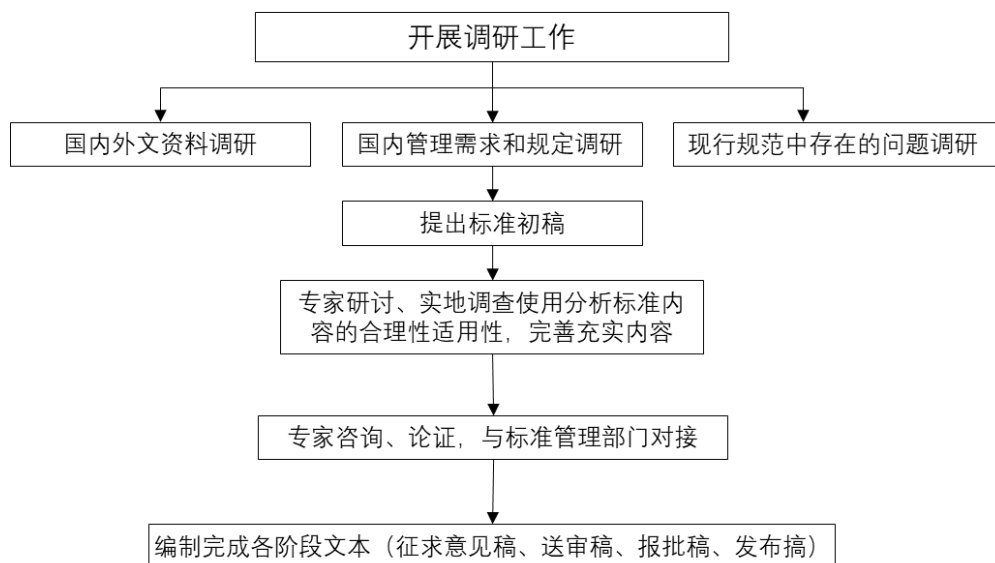 开展调研工作
国内外文资料调研
国内管理需求和规定调研
现行规范中存在的问题调研
提出标准初稿
专家研讨、实地调查使用分析标准内
容的合理性适用性，完善充实内容
专家咨询、论证，与标准管理部门对接
编制完成各阶段文本（征求意见稿、送审稿、报批稿、发布搞）